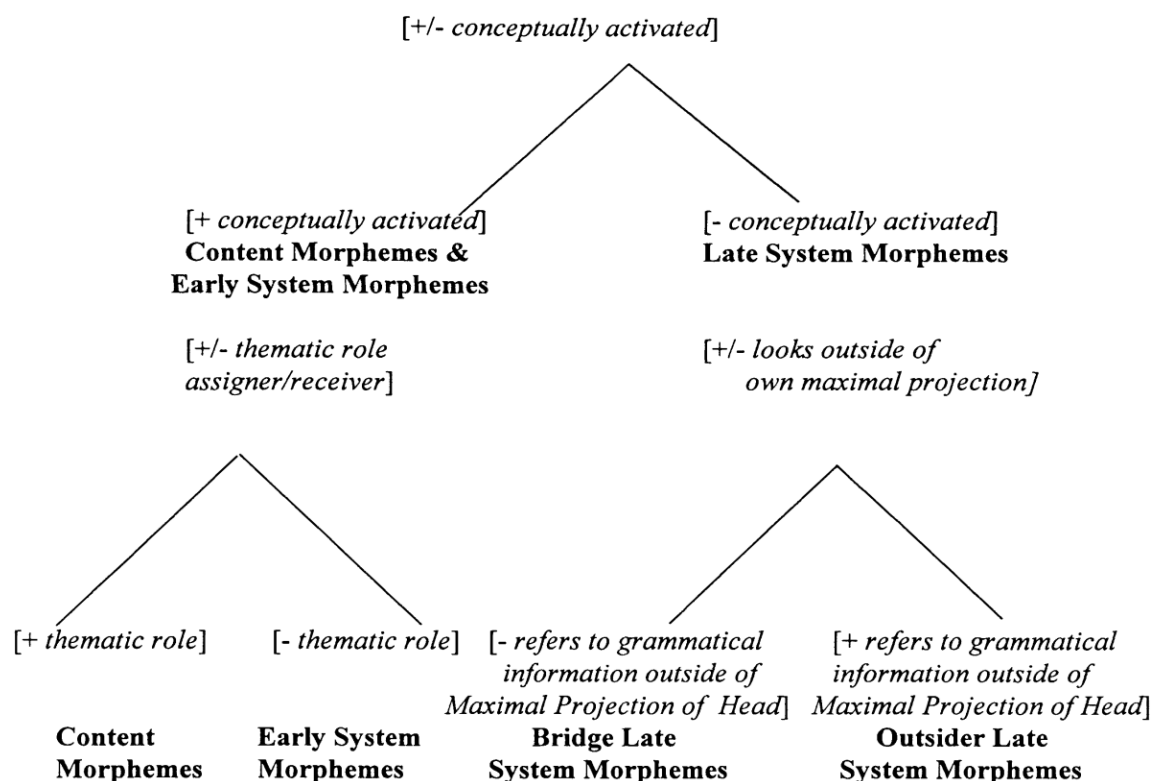 [+/- conceptually activated]
[+ conceptually activated]
Content Morphemes &
Early System Morphemes
[- conceptually activated]
Late System Morphemes
[+/- thematic role
assigner/receiver]
[+/- looks outside of
own maximal projection]
[+ thematic role]
Content
Morphemes
[- thematic role]
Early System
Morphemes
[- refers to grammatical
information outside of
Maximal Projection of Head]
Bridge Late
System Morphemes
[+ refers to grammatical
information outside of
Maximal Projection of Head]
Outsider Late
System Morphemes